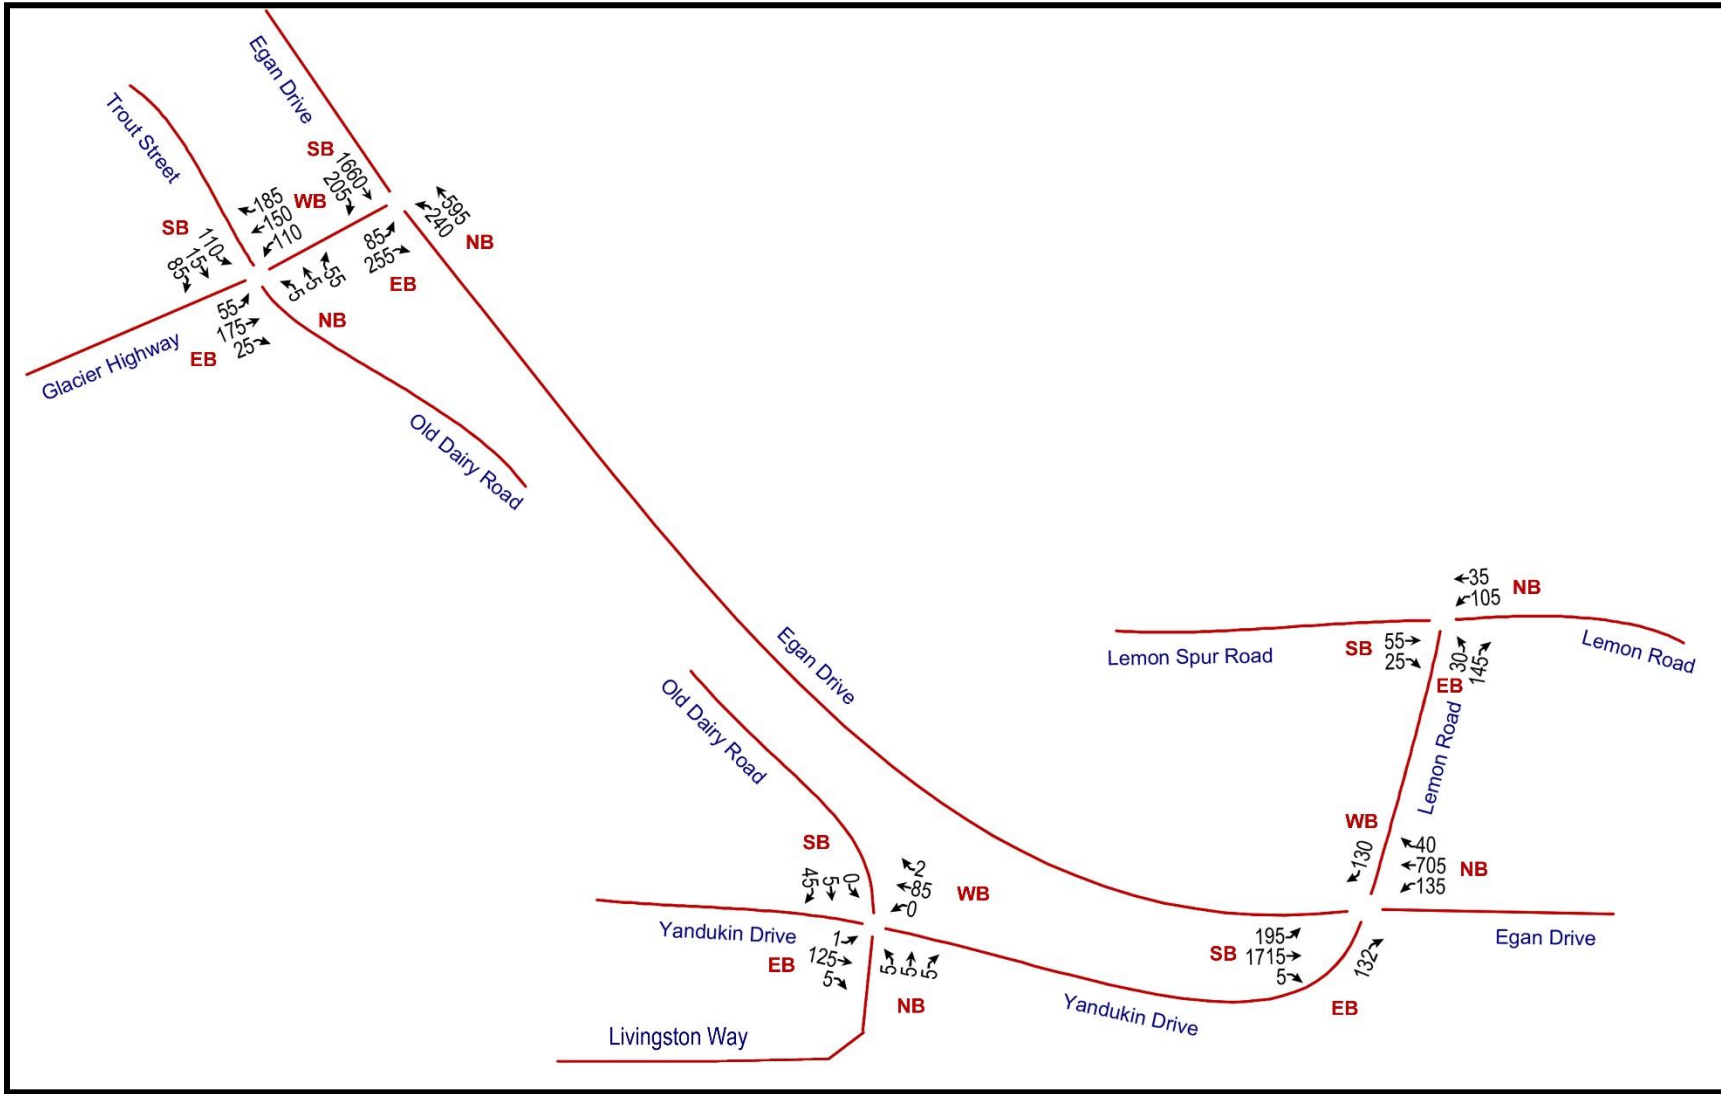 Egan Drive
Trout Street
SB
1660
205
WB
185
150
110
SB
110
15
85
595
240
NB
85
255
EB
5
5
55
NB
55
175
25
EB
Glacier Highway
Old Dairy Road
Egan Drive
35
105
NB
Lemon Spur Road
SB
55
25
30
145
EB
Lemon Road
Lemon Road
Old Dairy Road
SB
45
5
0
2
85
0
WB
Yandukin Drive
1
125
5
EB
5
5
5
NB
Livingston Way
Yandukin Drive
WB
130
40
705
135
NB
195
1715
5
SB
132
EB
Egan Drive